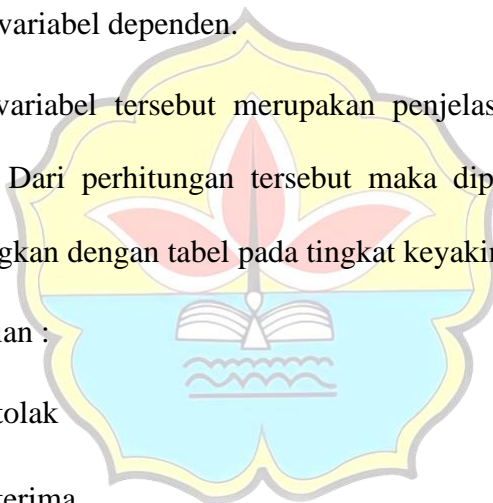 variabel dependen.
variabel tersebut merupakan penjelas
Dari perhitungan tersebut maka dip
gkan dengan tabel pada tingkat keyakin
an :
tolak
terima